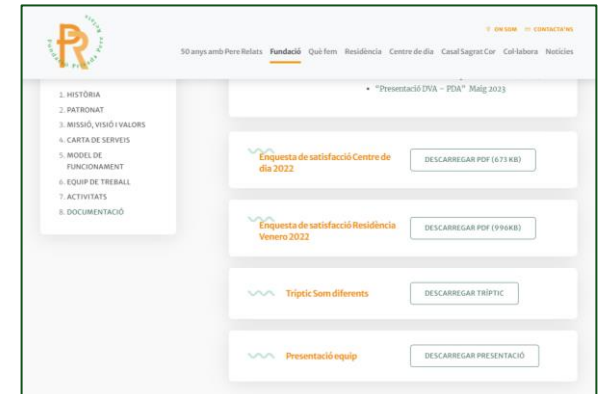 ON SOM CONTACTA'NS
50 anys amb Pere Relats Fundació Què fem Residència Centre de dia Casal Sagrat Cor Col·labora Notícies
1. HISTÒRIA
2. PATRONAT
3. MISSIÓ, VISIÓ I VALORS
4. CARTA DE SERVEIS
5. MODEL DE
FUNCIONAMENT
6. EQUIP DE TREBALL
7. ACTIVITATS
8. DOCUMENTACIÓ
• "Presentació DVA – PDA" Maig 2023
Enquesta de satisfacció Centre de
dia 2022
DESCARREGAR PDF (673 KB)
Enquesta de satisfacció Residència
Venero 2022
DESCARREGAR PDF (996KB)
Tríptic Som diferents
DESCARREGAR TRÍPTIC
Presentació equip
DESCARREGAR PRESENTACIÓ